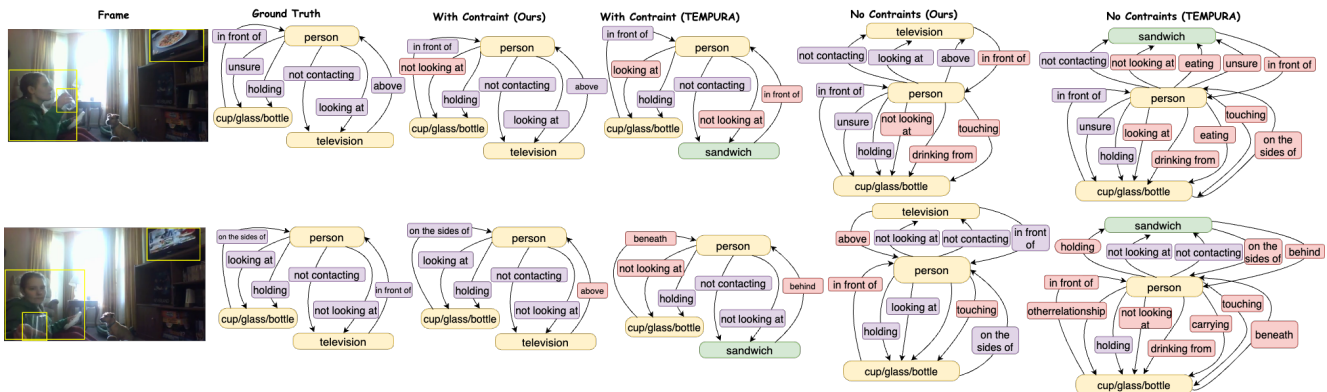 Frame
Ground Truth
With Contraint (Ours)
With Contraint (TEMPURA)
No Contraints (Ours)
No Contraints (TEMPURA)
in front of
person
unsure
not contacting
holding
looking at
above
cup/glass/bottle
television
in front of
person
not looking at
not contacting
holding
above
looking at
cup/glass/bottle
television
in front of
person
looking at
not contacting
holding
in front of
not looking at
cup/glass/bottle
sandwich
television
not contacting
looking at
above
in front of
in front of
person
unsure
not looking
at
touching
holding
drinking from
cup/glass/bottle
sandwich
not contacting
not looking at
eating
unsure
in front of
in front of
person
touching
unsure
looking at
eating
on the
sides of
holding
drinking from
cup/glass/bottle
on the sides of
person
looking at
not contacting
holding
in front of
not looking at
cup/glass/bottle
television
on the sides of
person
looking at
not contacting
holding
above
not looking at
cup/glass/bottle
television
beneath
person
not looking at
not contacting
holding
behind
not looking at
cup/glass/bottle
sandwich
television
above
not looking at
not contacting
in front
of
person
in front of
looking at
touching
holding
on the
sides of
cup/glass/bottle
sandwich
holding
not looking at
not contacting
on the
sides of
behind
in front of
person
otherrelationship
not looking
at
touching
carrying
beneath
holding
drinking from
cup/glass/bottle